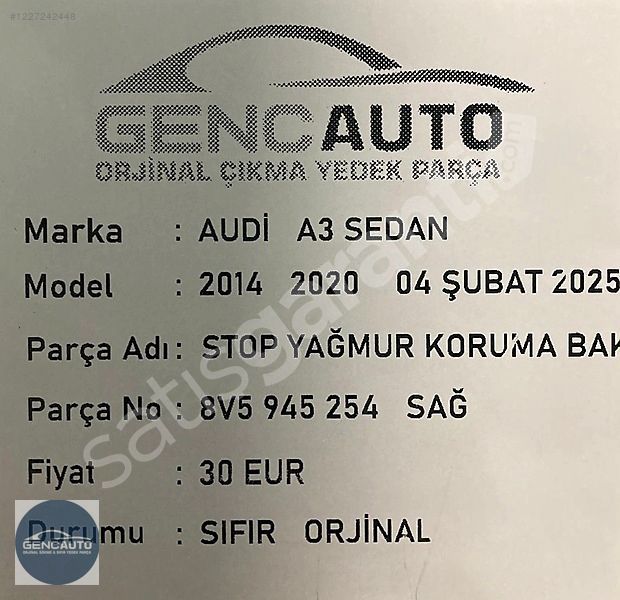 #1227242448
GENCAUTO
ORJİNAL ÇIKMA YEDEK PARÇA
Marka : AUDİ A3 SEDAN
Model : 2014 2020 04 ŞUBAT 2025
Parça Adı : STOP YAĞMUR KORUMA BAK
Parça No : 8V5 945 254 SAĞ
Fiyat : 30 EUR
Durumu : SIFIR ORJİNAL
satisgaranti.com
GENCAUTO